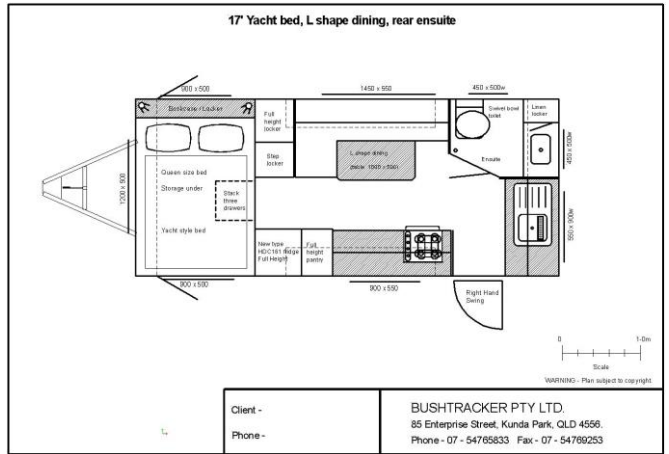 17' Yacht bed, L shape dining, rear ensuite
900 x 500
1450 x 550
450 x 500w
Bookcase / Locker
Full
height
locker
Swivel bowl
toilet
Linen
locker
450 x 500w
Step
locker
L shape dining
Ensuite
1200 x 500
Queen size bed
Storage under
Stack
three
drawers
Yacht style bed
550 x 900w
New type
HDC161 fridge
Full Height
Full
height
pantry
900 x 500
900 x 550
Right Hand
Swing
0
1-0m
Scale
WARNING - Plan subject to copyright
Client -
Phone -
BUSHTRACKER PTY LTD.
85 Enterprise Street, Kunda Park, QLD 4556.
Phone - 07 - 54765833 Fax - 07 - 54769253